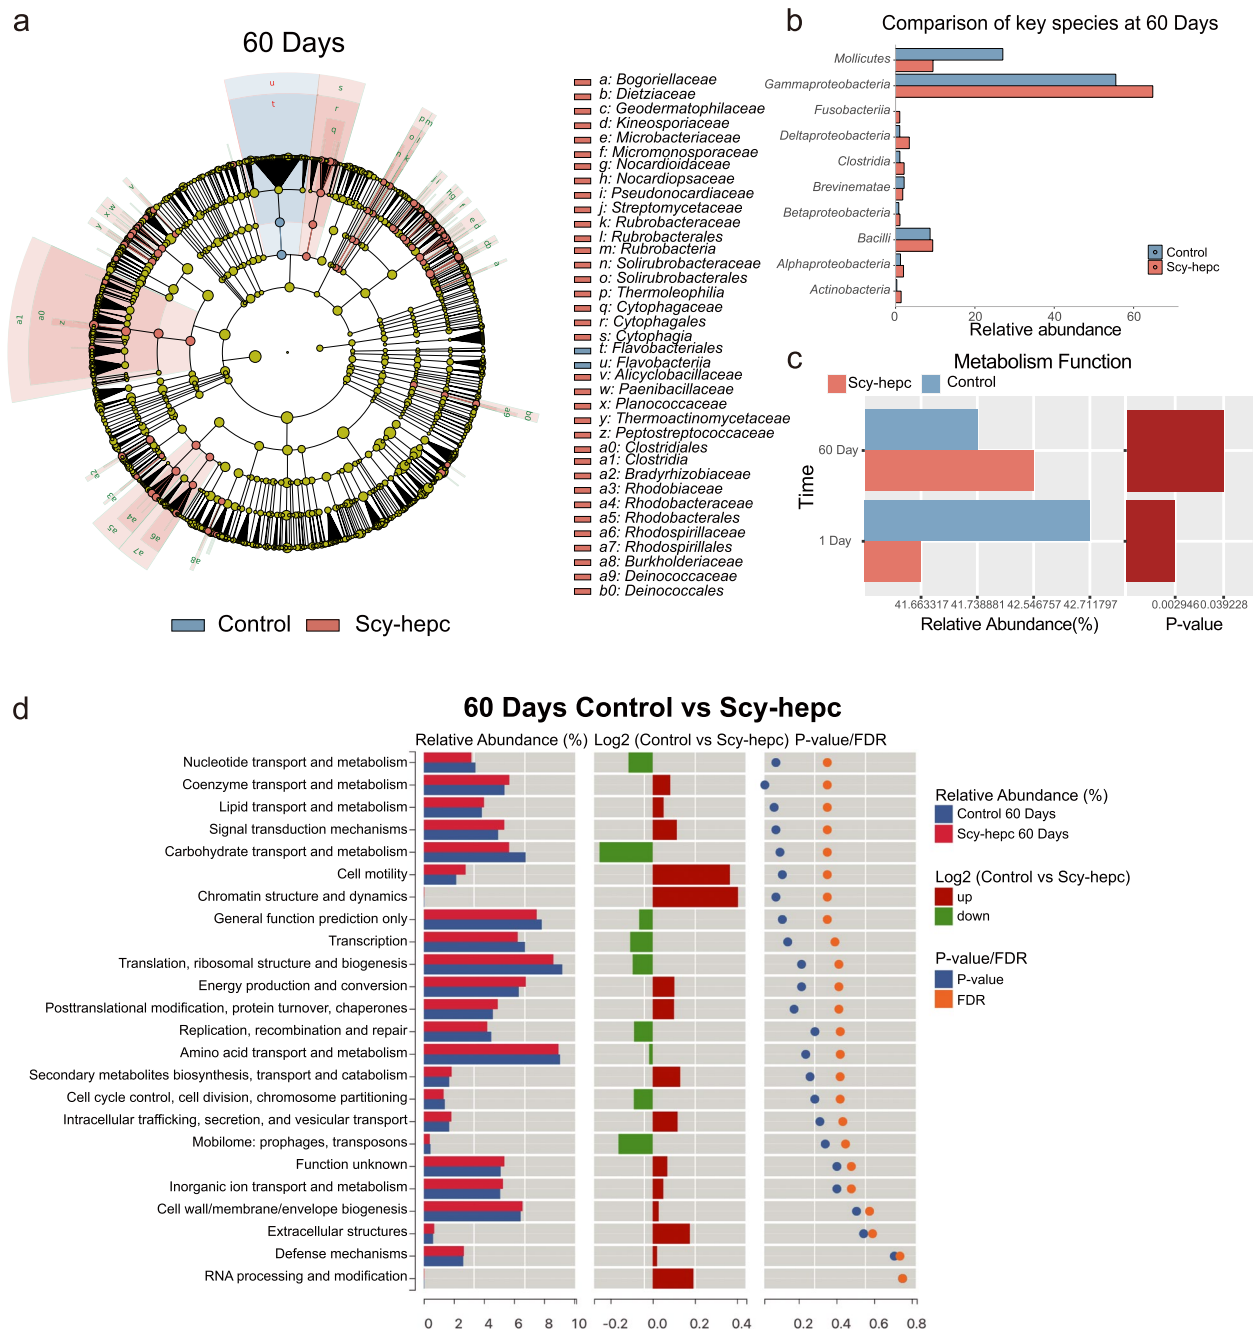 a
60 Days
u
t
s
r
q
p m
o l
n k
j i
h g
f
e d
c b
a
v
x w
y
a1
a0
z
a2
a3
a5
a4
a7
a6
a8
a9
b0
a: Bogoriellaceae
b: Dietziaceae
c: Geodermatophilaceae
d: Kineosporiaceae
e: Microbacteriaceae
f: Micromonosporaceae
g: Nocardioidaceae
h: Nocardiopsaceae
i: Pseudonocardiaceae
j: Streptomycetaceae
k: Rubrobacteraceae
l: Rubrobacterales
m: Rubrobacteria
n: Solirubrobacteraceae
o: Solirubrobacterales
p: Thermoleophilia
q: Cytophagaceae
r: Cytophagales
s: Cytophagia
t: Flavobacteriales
u: Flavobacteriia
v: Alicyclobacillaceae
w: Paenibacillaceae
x: Planococcaceae
y: Thermoactinomycetaceae
z: Peptostreptococcaceae
a0: Clostridiales
a1: Clostridia
a2: Bradyrhizobiaceae
a3: Rhodobiaceae
a4: Rhodobacteraceae
a5: Rhodobacterales
a6: Rhodospirillaceae
a7: Rhodospirillales
a8: Burkholderiaceae
a9: Deinococcaceae
b0: Deinococcales
Control
Scy-hepc
b
Comparison of key species at 60 Days
Mollicutes
Gammaproteobacteria
Fusobacteriia
Deltaproteobacteria
Clostridia
Brevinematae
Betaproteobacteria
Bacilli
Alphaproteobacteria
Actinobacteria
Control
Scy-hepc
0 20 40 60
Relative abundance
c
Metabolism Function
Scy-hepc Control
Time
60 Day
1 Day
41.663317 41.738881 42.546757 42.711797
0.002946 0.039228
Relative Abundance(%)
P-value
d
60 Days Control vs Scy-hepc
Relative Abundance (%) Log2 (Control vs Scy-hepc) P-value/FDR
Nucleotide transport and metabolism
Coenzyme transport and metabolism
Lipid transport and metabolism
Signal transduction mechanisms
Carbohydrate transport and metabolism
Cell motility
Chromatin structure and dynamics
General function prediction only
Transcription
Translation, ribosomal structure and biogenesis
Energy production and conversion
Posttranslational modification, protein turnover, chaperones
Replication, recombination and repair
Amino acid transport and metabolism
Secondary metabolites biosynthesis, transport and catabolism
Cell cycle control, cell division, chromosome partitioning
Intracellular trafficking, secretion, and vesicular transport
Mobilome: prophages, transposons
Function unknown
Inorganic ion transport and metabolism
Cell wall/membrane/envelope biogenesis
Extracellular structures
Defense mechanisms
RNA processing and modification
0 2 4 6 8 10
-0.2 0.0 0.2 0.4
0.2 0.4 0.6 0.8
Relative Abundance (%)
Control 60 Days
Scy-hepc 60 Days
Log2 (Control vs Scy-hepc)
up
down
P-value/FDR
P-value
FDR